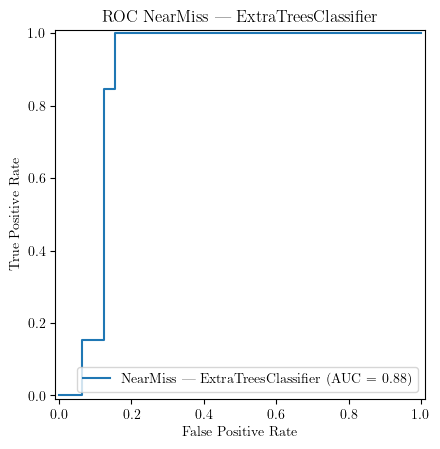 ROC NearMiss — ExtraTreesClassifier
1.0
0.8
0.6
0.4
0.2
0.0
True Positive Rate
NearMiss — ExtraTreesClassifier (AUC = 0.88)
0.0 0.2 0.4 0.6 0.8 1.0
False Positive Rate